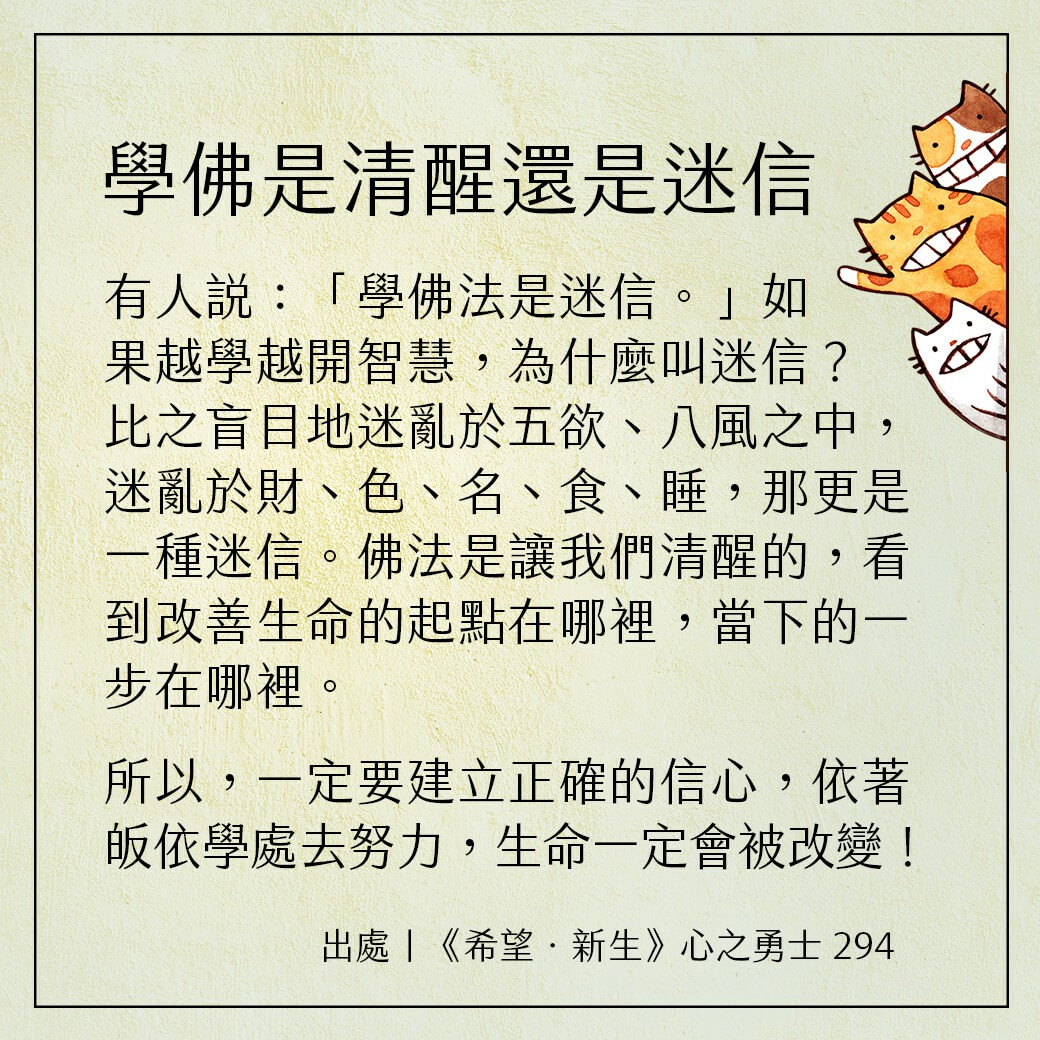 學佛是清醒還是迷信
有人説：「學佛法是迷信。」如
果越學越開智慧，為什麼叫迷信？
比之盲目地迷亂於五欲、八風之中，
迷亂於財、色、名、食、睡，那更是
一種迷信。佛法是讓我們清醒的，看
到改善生命的起點在哪裡，當下的一
步在哪裡。
所以，一定要建立正確的信心，依著
皈依學處去努力，生命一定會被改變！
出處｜《希望．新生》心之勇士 294